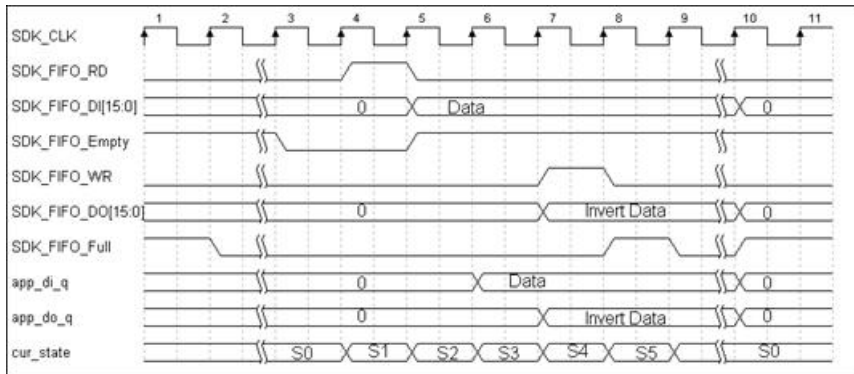 1 2 3 4 5 6 7 8 9 10 11
SDK_CLK
SDK_FIFO_RD
SDK_FIFO_DI[15:0] 0 Data 0
SDK_FIFO_Empty
SDK_FIFO_WR
SDK_FIFO_DO[15:0] 0 Invert Data 0
SDK_FIFO_Full
app_di_q 0 Data 0
app_do_q 0 Invert Data 0
cur_state S0 S1 S2 S3 S4 S5 S0